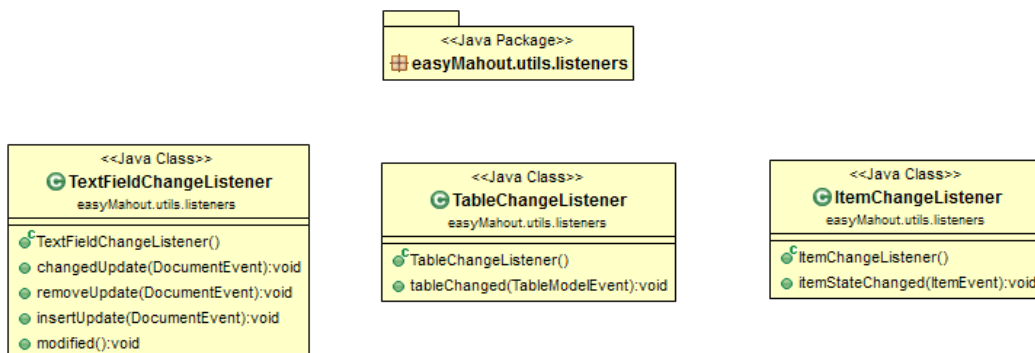 <<Java Package>>
easyMahout.utils.listeners
<<Java Class>>
TextFieldChangeListener
easyMahout.utils.listeners
TextFieldChangeListener()
changedUpdate(DocumentEvent):void
removeUpdate(DocumentEvent):void
insertUpdate(DocumentEvent):void
modified():void
<<Java Class>>
TableChangeListener
easyMahout.utils.listeners
TableChangeListener()
tableChanged(TableModelEvent):void
<<Java Class>>
ItemChangeListener
easyMahout.utils.listeners
ItemChangeListener()
itemStateChanged(ItemEvent):void